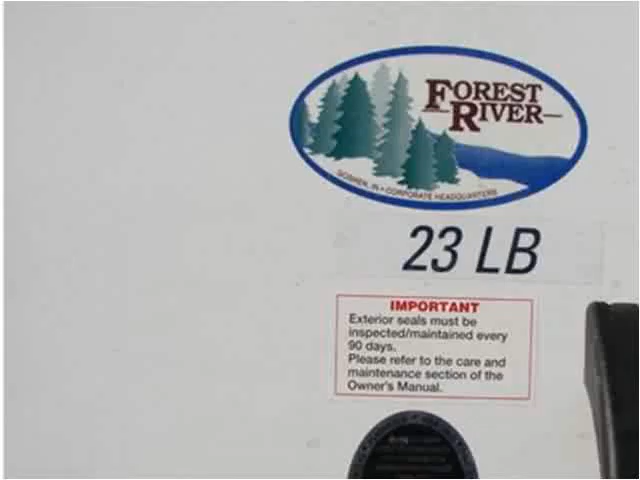 FOREST
RIVER
GOSHEN, IN • CORPORATE HEADQUARTERS
23 LB
IMPORTANT
Exterior seals must be
inspected/maintained every
90 days.
Please refer to the care and
maintenance section of the
Owner's Manual.